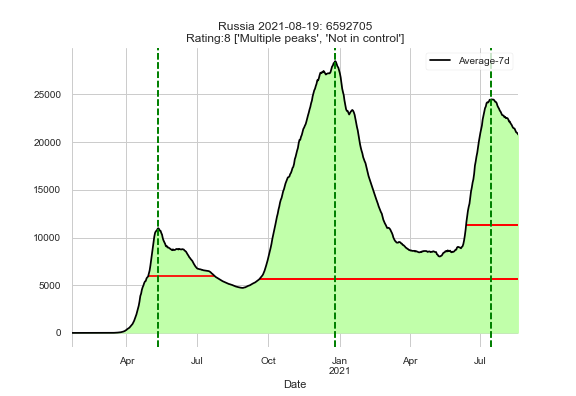 Russia 2021-08-19: 6592705
Rating:8 ['Multiple peaks', 'Not in control']
Average-7d
25000
20000
15000
10000
5000
0
Apr
Jul
Oct
Jan
2021
Apr
Jul
Date